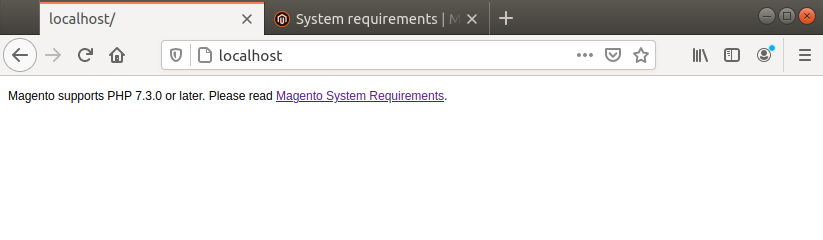 localhost/
System requirements | M
localhost
Magento supports PHP 7.3.0 or later. Please read Magento System Requirements.